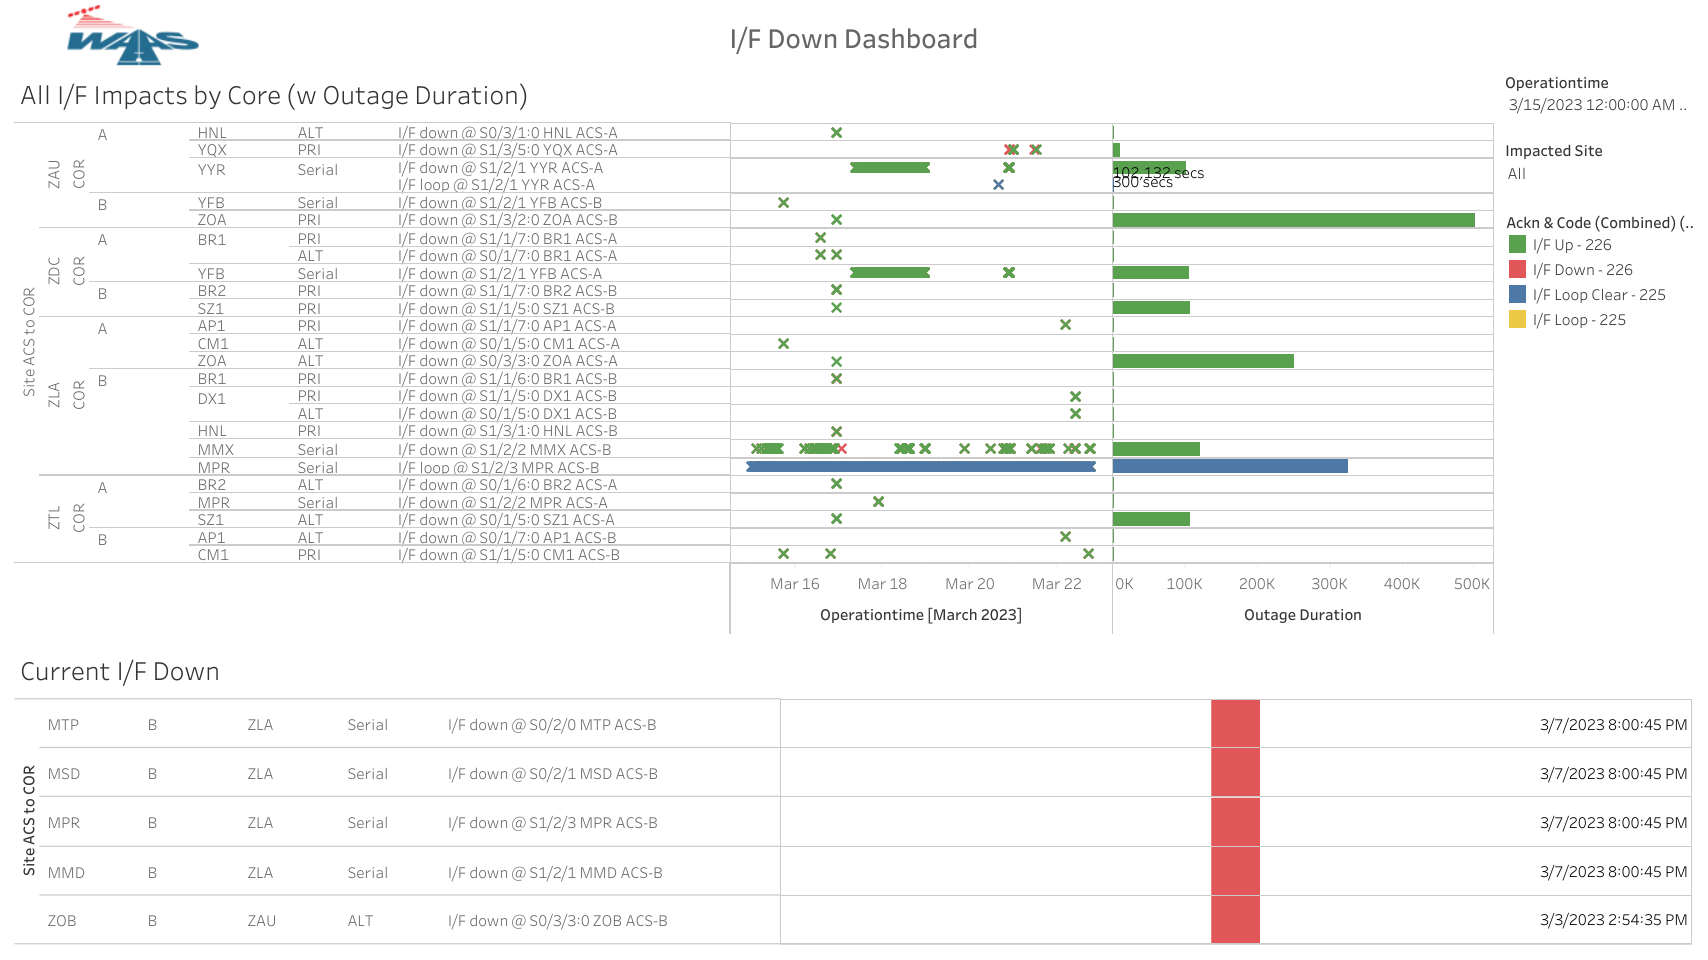 WAAS
I/F Down Dashboard
All I/F Impacts by Core (w Outage Duration)
Operationtime
3/15/2023 12:00:00 AM ..
Impacted Site
All
Ackn & Code (Combined) (..
I/F Up - 226
I/F Down - 226
I/F Loop Clear - 225
I/F Loop - 225
Site ACS to COR
ZAU COR
A HNL ALT I/F down @ S0/3/1:0 HNL ACS-A
YQX PRI I/F down @ S1/3/5:0 YQX ACS-A
YYR Serial I/F down @ S1/2/1 YYR ACS-A
102,132 secs
I/F loop @ S1/2/1 YYR ACS-A
300 secs
B YFB Serial I/F down @ S1/2/1 YFB ACS-B
ZOA PRI I/F down @ S1/3/2:0 ZOA ACS-B
ZDC COR
A BR1 PRI I/F down @ S1/1/7:0 BR1 ACS-A
ALT I/F down @ S0/1/7:0 BR1 ACS-A
YFB Serial I/F down @ S1/2/1 YFB ACS-A
B BR2 PRI I/F down @ S1/1/7:0 BR2 ACS-B
SZ1 PRI I/F down @ S1/1/5:0 SZ1 ACS-B
ZLA COR
A AP1 PRI I/F down @ S1/1/7:0 AP1 ACS-A
CM1 ALT I/F down @ S0/1/5:0 CM1 ACS-A
ZOA ALT I/F down @ S0/3/3:0 ZOA ACS-A
B BR1 PRI I/F down @ S1/1/6:0 BR1 ACS-B
DX1 PRI I/F down @ S1/1/5:0 DX1 ACS-B
ALT I/F down @ S0/1/5:0 DX1 ACS-B
HNL PRI I/F down @ S1/3/1:0 HNL ACS-B
MMX Serial I/F down @ S1/2/2 MMX ACS-B
MPR Serial I/F loop @ S1/2/3 MPR ACS-B
ZTL COR
A BR2 ALT I/F down @ S0/1/6:0 BR2 ACS-A
MPR Serial I/F down @ S1/2/2 MPR ACS-A
SZ1 ALT I/F down @ S0/1/5:0 SZ1 ACS-A
B AP1 ALT I/F down @ S0/1/7:0 AP1 ACS-B
CM1 PRI I/F down @ S1/1/5:0 CM1 ACS-B
Mar 16 Mar 18 Mar 20 Mar 22 0K 100K 200K 300K 400K 500K
Operationtime [March 2023] Outage Duration
Current I/F Down
Site ACS to COR
MTP B ZLA Serial I/F down @ S0/2/0 MTP ACS-B 3/7/2023 8:00:45 PM
MSD B ZLA Serial I/F down @ S0/2/1 MSD ACS-B 3/7/2023 8:00:45 PM
MPR B ZLA Serial I/F down @ S1/2/3 MPR ACS-B 3/7/2023 8:00:45 PM
MMD B ZLA Serial I/F down @ S1/2/1 MMD ACS-B 3/7/2023 8:00:45 PM
ZOB B ZAU ALT I/F down @ S0/3/3:0 ZOB ACS-B 3/3/2023 2:54:35 PM